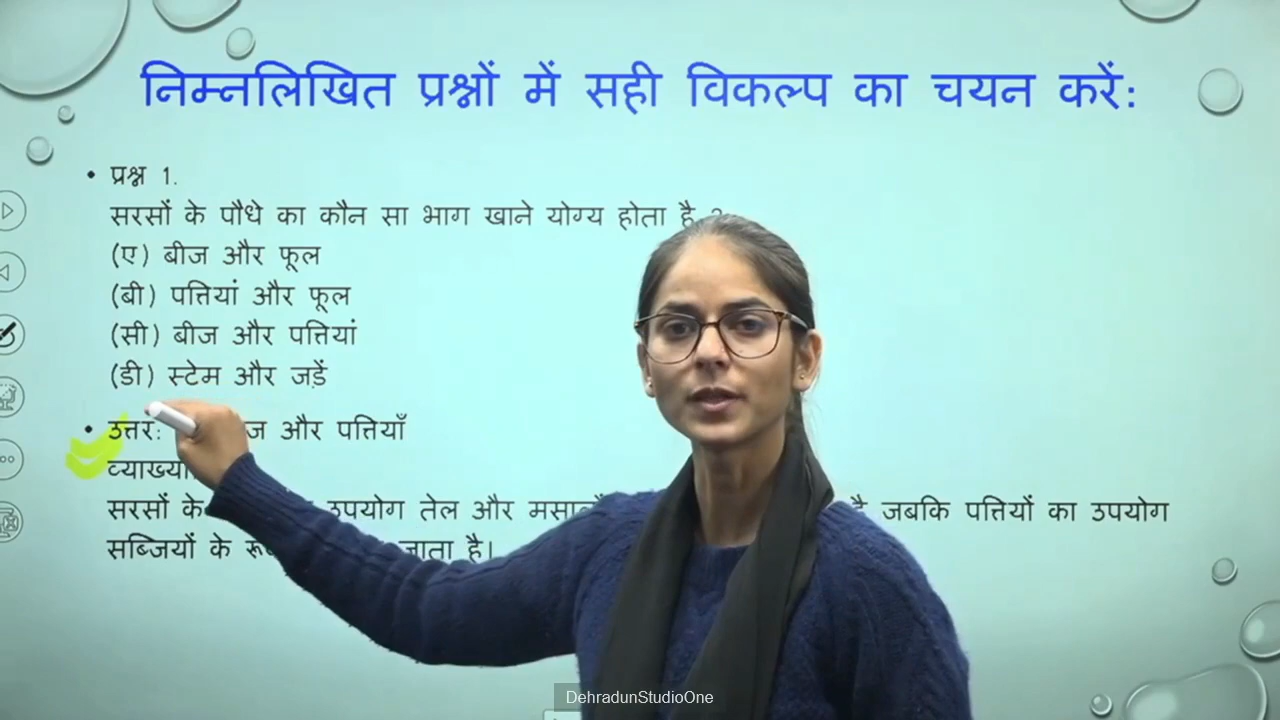 निम्नलिखित प्रश्नों में सही विकल्प का चयन करें:
• प्रश्न 1.
सरसों के पौधे का कौन सा भाग खाने योग्य होता है ?
(ए) बीज और फूल
(बी) पत्तियां और फूल
(सी) बीज और पत्तियां
(डी) स्टेम और जड़ें
• उत्तर: और पत्तियाँ
व्याख्या
सरसों के उपयोग तेल और है जबकि पत्तियों का उपयोग
सब्जियों के जाता है।
DehradunStudioOne